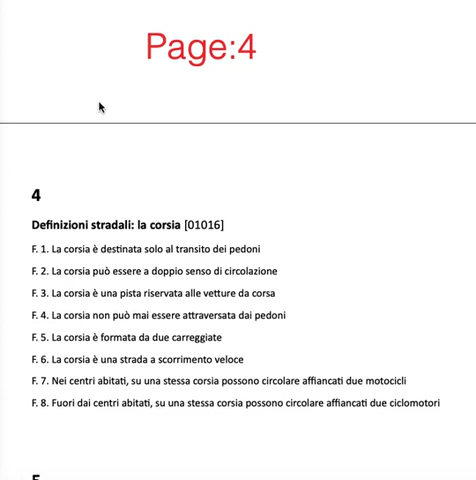 Page:4
4
Definizioni stradali: la corsia [01016]
F. 1. La corsia è destinata solo al transito dei pedoni
F. 2. La corsia può essere a doppio senso di circolazione
F. 3. La corsia è una pista riservata alle vetture da corsa
F. 4. La corsia non può mai essere attraversata dai pedoni
F. 5. La corsia è formata da due carreggiate
F. 6. La corsia è una strada a scorrimento veloce
F. 7. Nei centri abitati, su una stessa corsia possono circolare affiancati due motocicli
F. 8. Fuori dai centri abitati, su una stessa corsia possono circolare affiancati due ciclomotori